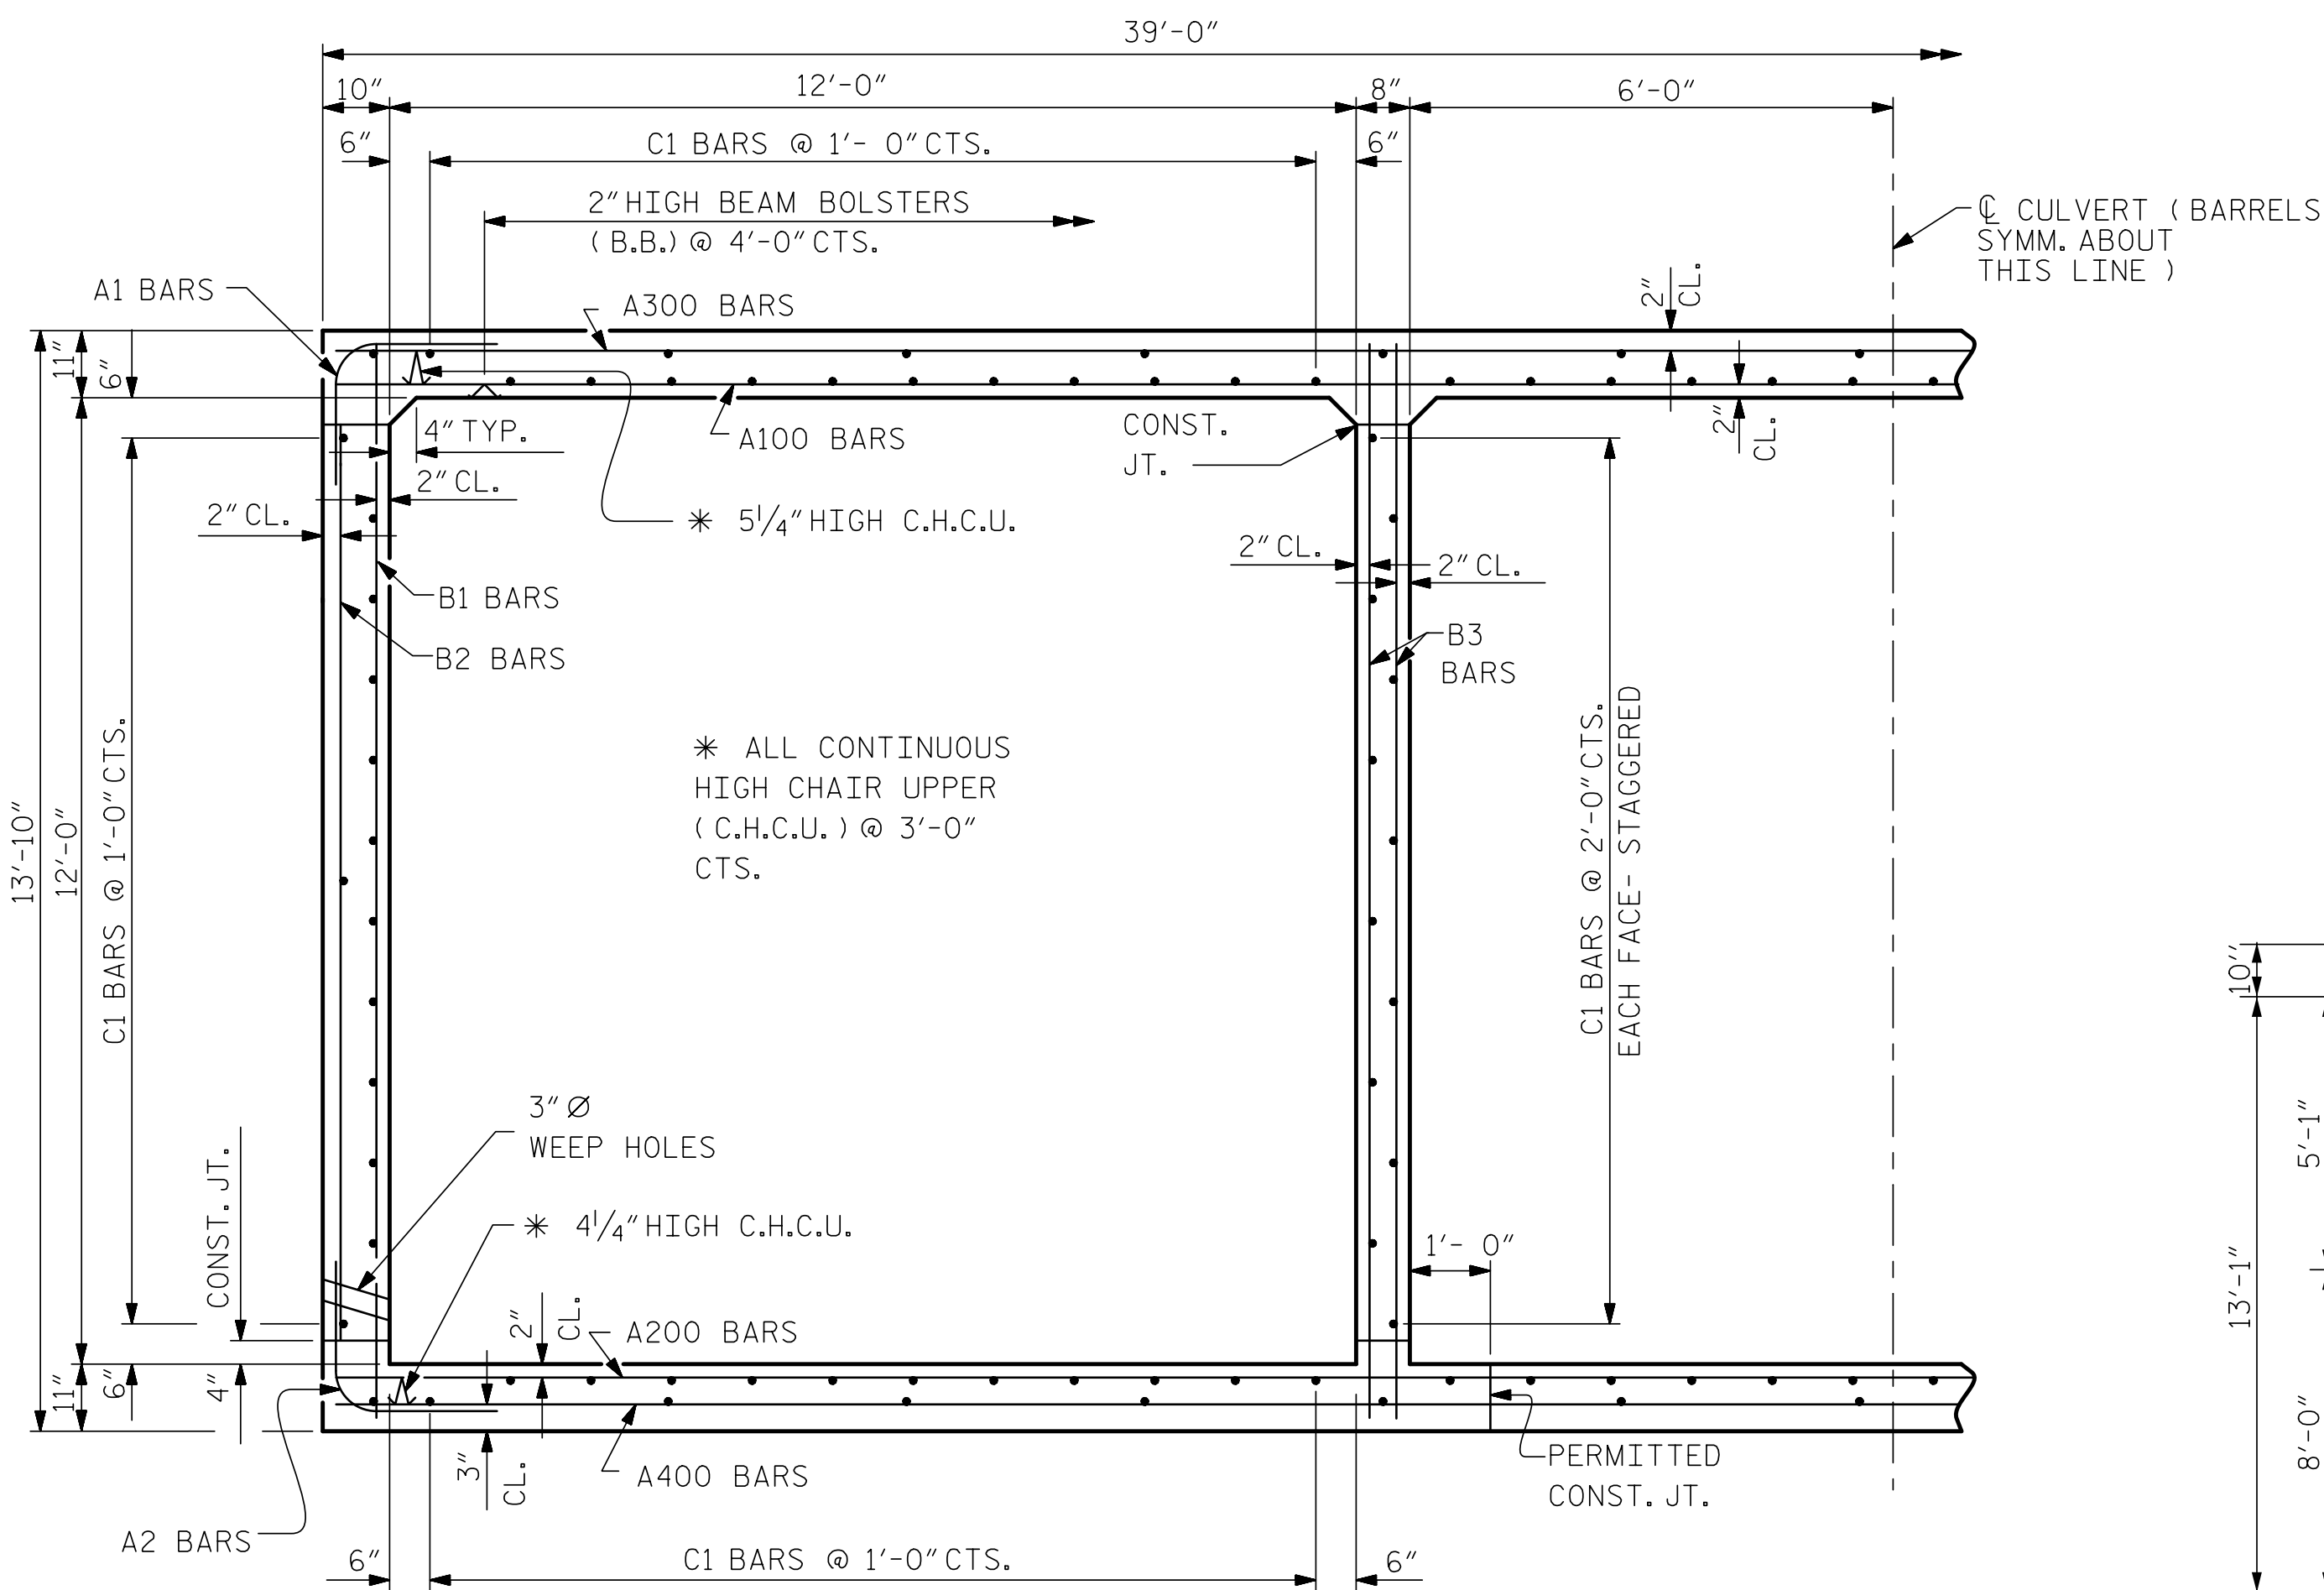 39'-0"
10"
12'-0"
8"
6'-0"
6"
C1 BARS @ 1'- 0" CTS.
6"
2" HIGH BEAM BOLSTERS
( B.B.) @ 4'-0" CTS.
℄ CULVERT ( BARRELS
SYMM. ABOUT
THIS LINE )
A1 BARS
A300 BARS
2"
CL.
11"
6"
4" TYP.
A100 BARS
CONST.
JT.
2"
CL.
2" CL.
2" CL.
✳ 5 1/4" HIGH C.H.C.U.
2" CL.
2" CL.
B1 BARS
B2 BARS
B3
BARS
✳ ALL CONTINUOUS
HIGH CHAIR UPPER
( C.H.C.U. ) @ 3'-0"
CTS.
13'-10"
12'-0"
C1 BARS @ 1'-0" CTS.
C1 BARS @ 2'-0" CTS.
EACH FACE- STAGGERED
10"
3" Ø
WEEP HOLES
5'-1"
CONST. JT.
✳ 4 1/4" HIGH C.H.C.U.
1'- 0"
13'-1"
2"
CL.
A200 BARS
11"
6"
4"
8'-0"
3"
CL.
A400 BARS
PERMITTED
CONST. JT.
A2 BARS
6"
C1 BARS @ 1'-0" CTS.
6"